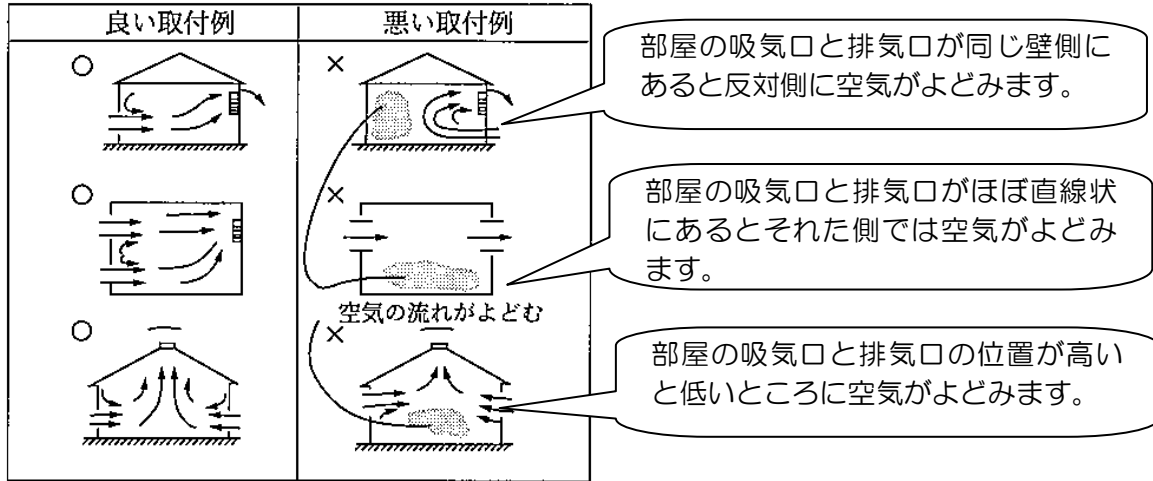 良い取付例
悪い取付例
○
×
部屋の吸気口と排気口が同じ壁側に
あると反対側に空気がよどみます。
○
×
部屋の吸気口と排気口がほぼ直線状
にあるとそれた側では空気がよどみ
ます。
空気の流れがよどむ
○
×
部屋の吸気口と排気口の位置が高い
と低いところに空気がよどみます。